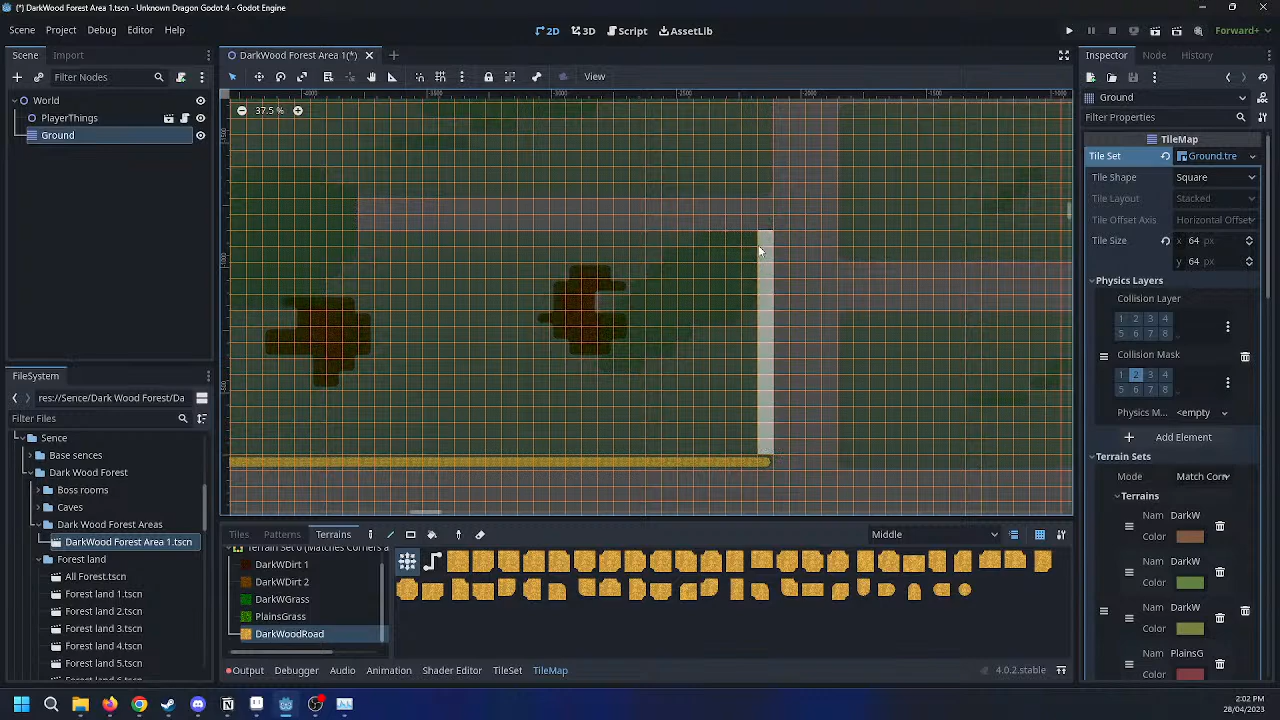 (*) DarkWood Forest Area 1.tscn - Unknown Dragon Godot 4 - Godot Engine
Scene Project Debug Editor Help
2D 3D Script AssetLib
Forward+
Scene Import
DarkWood Forest Area 1(*)
Inspector Node History
Filter Nodes
View
World
PlayerThings
Ground
37.5 %
Ground
Filter Properties
TileMap
Tile Set Ground.tre
Tile Shape Square
Tile Layout Stacked
Tile Offset Axis Horizontal Offset
Tile Size x 64 px
y 64 px
Physics Layers
Collision Layer
1 2 3 4
5 6 7 8
Collision Mask
1 2 3 4
5 6 7 8
Physics M... <empty>
Add Element
Terrain Sets
Mode Match Corn
Terrains
Nam DarkW
Color
Nam DarkW
Color
Nam DarkW
Color
Nam PlainsG
Color
FileSystem
res://Sence/Dark Wood Forest/Da
Filter Files
Sence
Base sences
Dark Wood Forest
Boss rooms
Caves
Dark Wood Forest Areas
DarkWood Forest Area 1.tscn
Forest land
All Forest.tscn
Forest land 1.tscn
Forest land 2.tscn
Forest land 3.tscn
Forest land 4.tscn
Forest land 5.tscn
Tiles Patterns Terrains
Middle
DarkWDirt 1
DarkWDirt 2
DarkWGrass
PlainsGrass
DarkWoodRoad
Output Debugger Audio Animation Shader Editor TileSet TileMap
4.0.2.stable
2:02 PM
28/04/2023